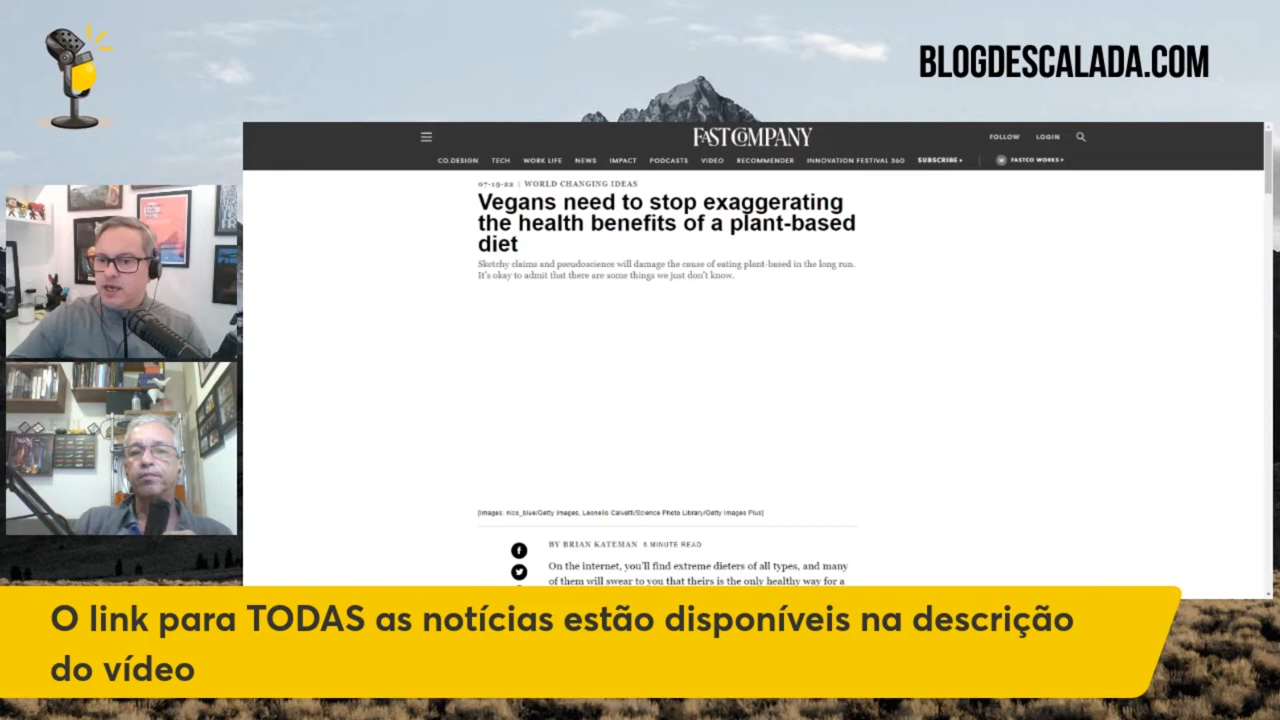 BLOGDESCALADA.COM
FAST COMPANY
FOLLOW LOGIN
CO.DESIGN TECH WORK LIFE NEWS IMPACT PODCASTS VIDEO RECOMMENDER INNOVATION FESTIVAL 360 SUBSCRIBE W FASTCO WORKS
07-19-22 | WORLD CHANGING IDEAS
Vegans need to stop exaggerating
the health benefits of a plant-based
diet
Sketchy claims and pseudoscience will damage the cause of eating plant-based in the long run.
It's okay to admit that there are some things we just don't know.
[Images: nico_blue/Getty Images, Leonello Calvetti/Science Photo Library/Getty Images Plus]
BY BRIAN KATEMAN 6 MINUTE READ
On the internet, you'll find extreme dieters of all types, and many
of them will swear to you that theirs is the only healthy way for a
O link para TODAS as notícias estão disponíveis na descrição
do vídeo